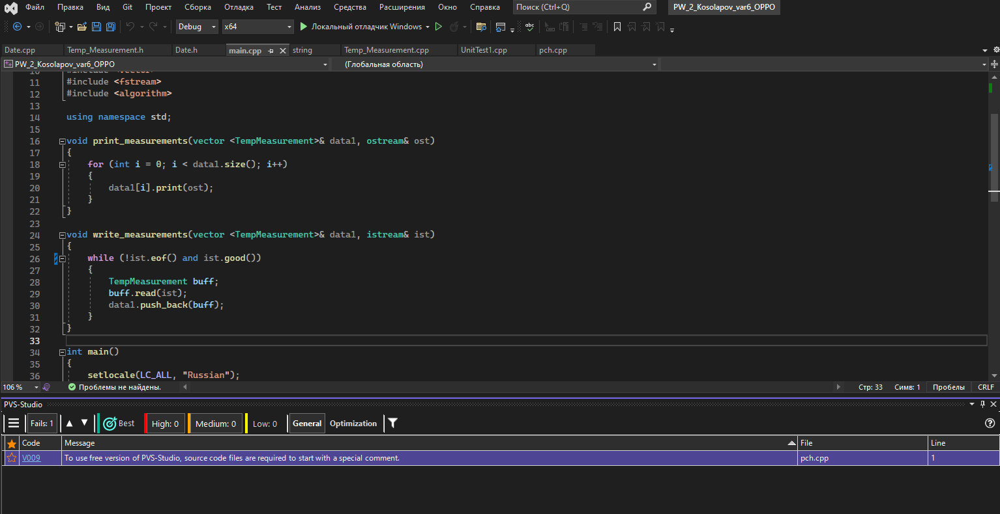 Файл Правка Вид Git Проект Сборка Отладка Тест Анализ Средства Расширения Окно Справка Поиск (Ctrl+Q) PW_2_Kosolapov_var6_OPPO
Debug x64 Локальный отладчик Windows abc
Date.cpp Temp_Measurement.h Date.h main.cpp string Temp_Measurement.cpp UnitTest1.cpp pch.cpp
PW_2_Kosolapov_var6_OPPO (Глобальная область)
10 #include <vector>
11 #include <fstream>
12 #include <algorithm>
13
14 using namespace std;
15
16 void print_measurements(vector <TempMeasurement>& data1, ostream& ost)
17 {
18 for (int i = 0; i < data1.size(); i++)
19 {
20 data1[i].print(ost);
21 }
22 }
23
24 void write_measurements(vector <TempMeasurement>& data1, istream& ist)
25 {
26 while (!ist.eof() and ist.good())
27 {
28 TempMeasurement buff;
29 buff.read(ist);
30 data1.push_back(buff);
31 }
32 }
33
34 int main()
35 {
36 setlocale(LC_ALL, "Russian");
106 % Проблемы не найдены. Стр: 33 Симв: 1 Пробелы CRLF
PVS-Studio
Fails: 1 Best High: 0 Medium: 0 Low: 0 General Optimization
Code Message File Line
V009 To use free version of PVS-Studio, source code files are required to start with a special comment. pch.cpp 1